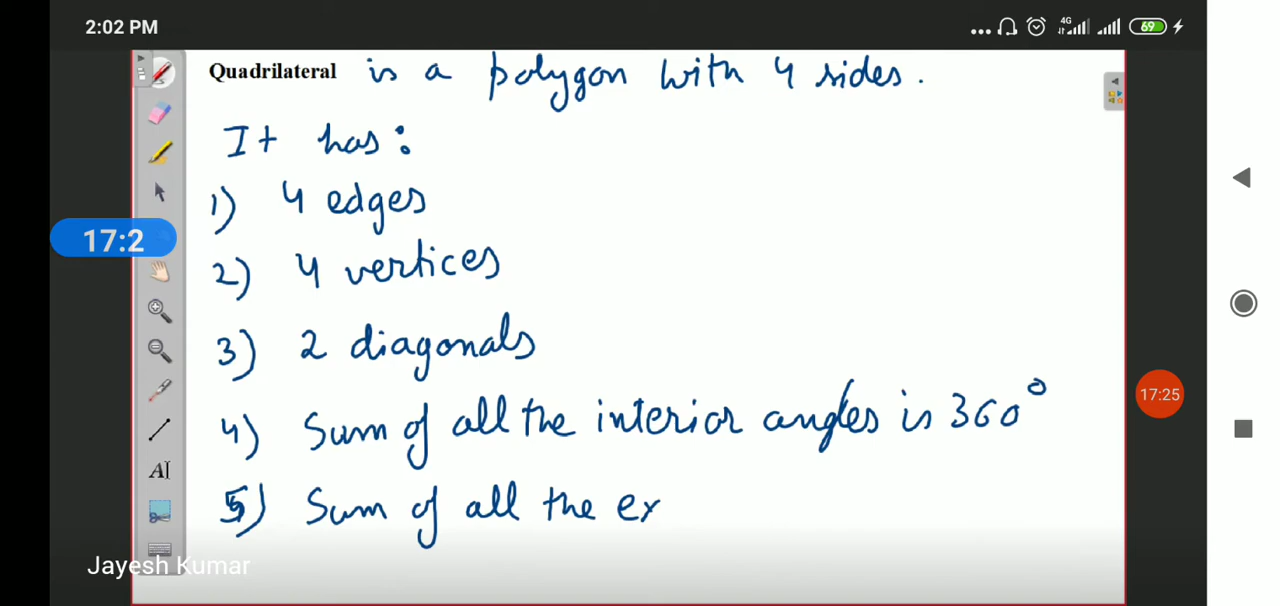 2:02 PM
4G
69
Quadrilateral is a polygon with 4 sides.
It has:
1) 4 edges
17:2
2) 4 vertices
3) 2 diagonals
17:25
4) Sum of all the interior angles is 360°
AI
5) Sum of all the ex
Jayesh Kumar